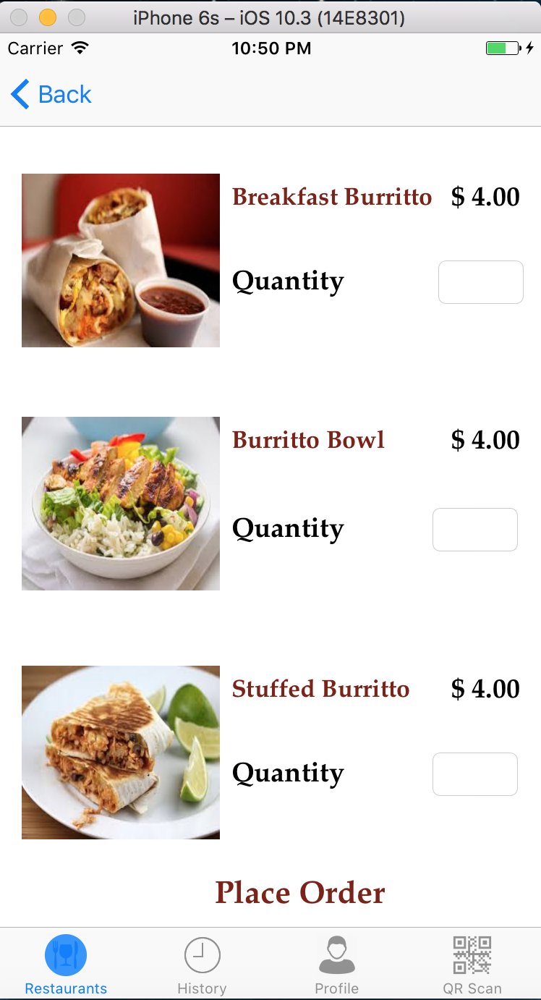 iPhone 6s – iOS 10.3 (14E8301)
Carrier 10:50 PM
Back
Breakfast Burritto $ 4.00
Quantity
Burritto Bowl $ 4.00
Quantity
Stuffed Burritto $ 4.00
Quantity
Place Order
Restaurants History Profile QR Scan